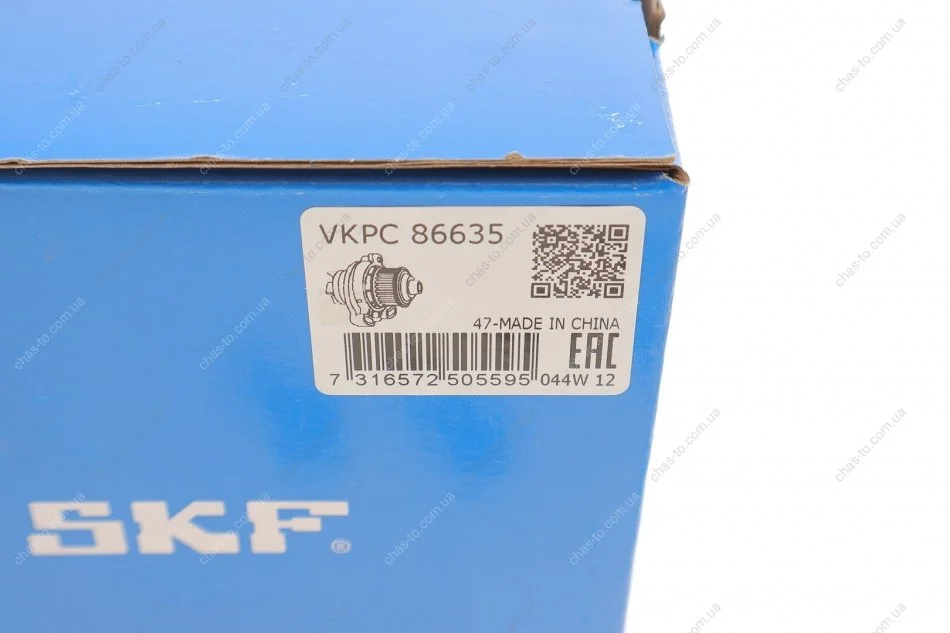 VKPC 86635
47-MADE IN CHINA
EAC
7 316572 505595 044W 12
SKF®
chas-to.com.ua